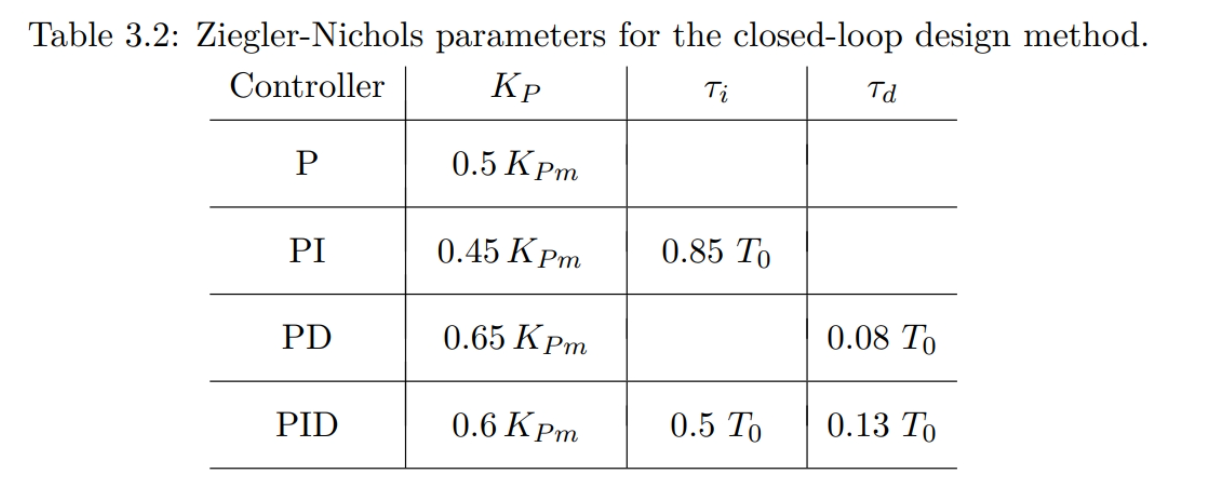 Table 3.2: Ziegler-Nichols parameters for the closed-loop design method.
Controller K_P τ_i τ_d
P 0.5 K_{Pm}
PI 0.45 K_{Pm} 0.85 T_0
PD 0.65 K_{Pm} 0.08 T_0
PID 0.6 K_{Pm} 0.5 T_0 0.13 T_0